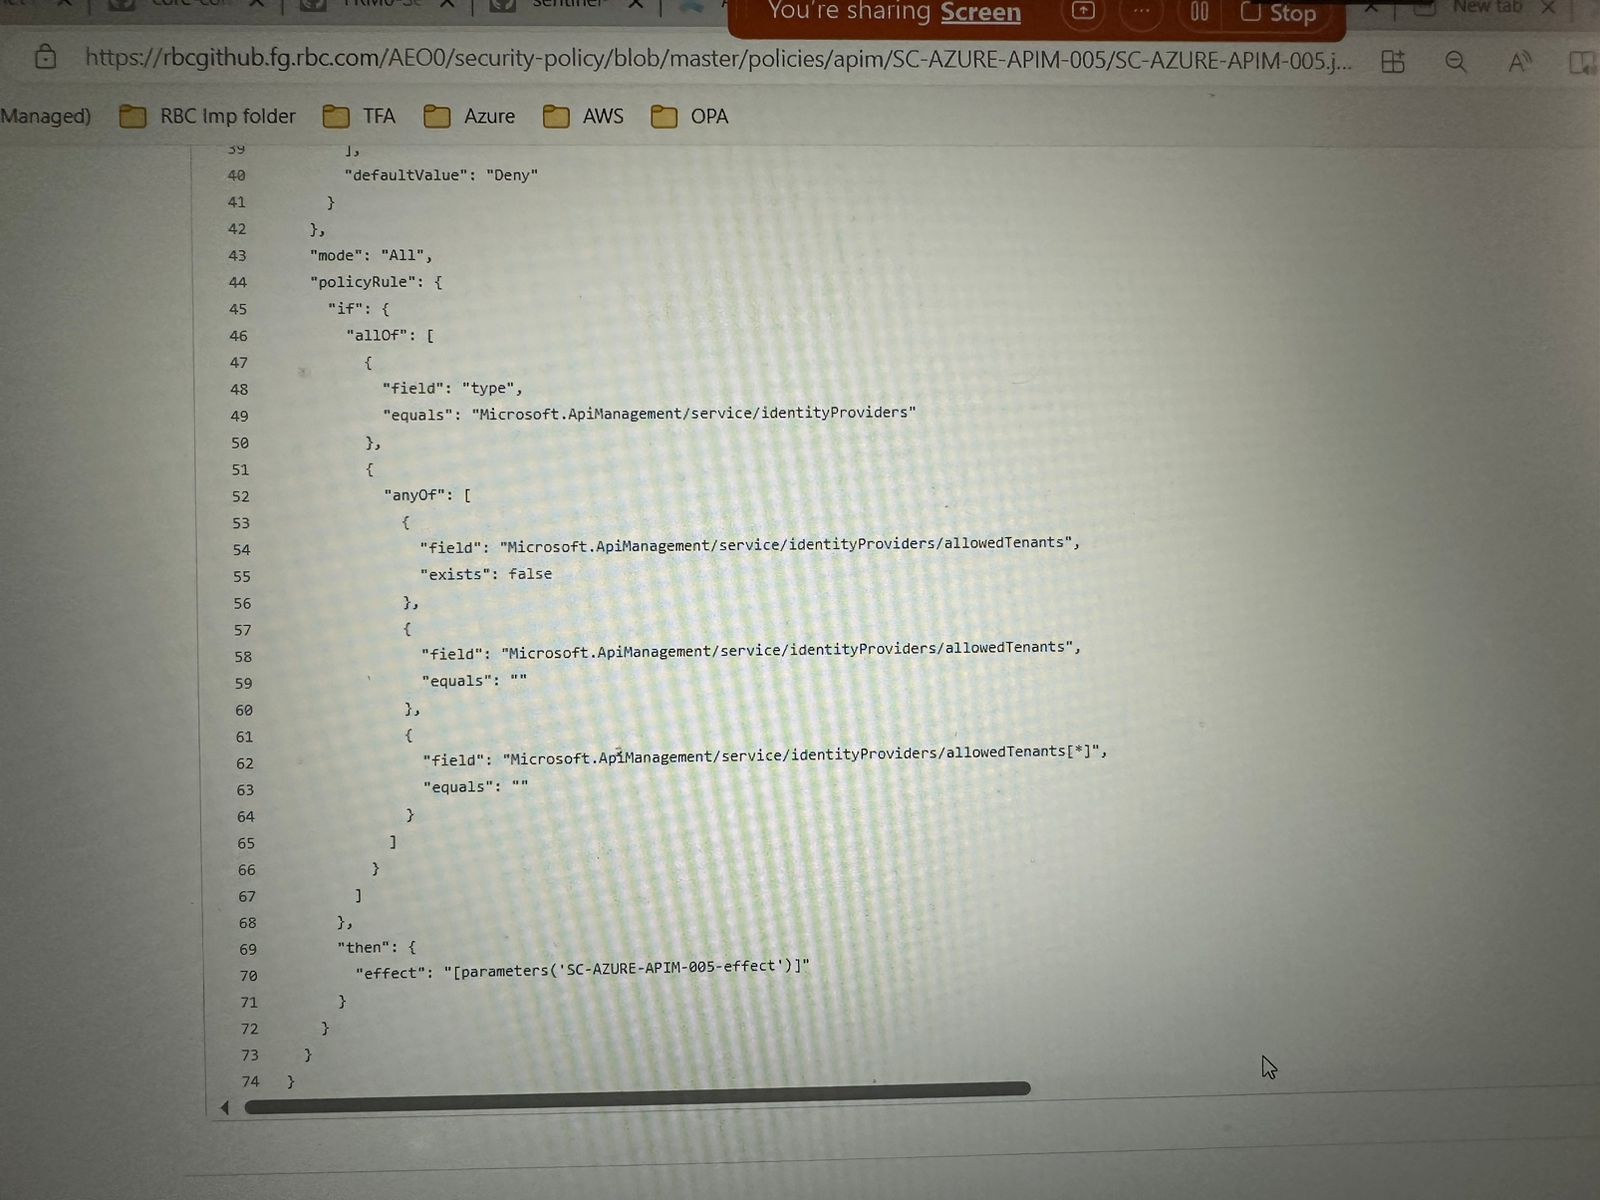 You're sharing Screen
Stop
New tab
https://rbcgithub.fg.rbc.com/AEO0/security-policy/blob/master/policies/apim/SC-AZURE-APIM-005/SC-AZURE-APIM-005.j...
Managed) RBC Imp folder TFA Azure AWS OPA
39 ],
40 "defaultValue": "Deny"
41 }
42 },
43 "mode": "All",
44 "policyRule": {
45 "if": {
46 "allOf": [
47 {
48 "field": "type",
49 "equals": "Microsoft.ApiManagement/service/identityProviders"
50 },
51 {
52 "anyOf": [
53 {
54 "field": "Microsoft.ApiManagement/service/identityProviders/allowedTenants",
55 "exists": false
56 },
57 {
58 "field": "Microsoft.ApiManagement/service/identityProviders/allowedTenants",
59 "equals": ""
60 },
61 {
62 "field": "Microsoft.ApiManagement/service/identityProviders/allowedTenants[*]",
63 "equals": ""
64 }
65 ]
66 }
67 ]
68 },
69 "then": {
70 "effect": "[parameters('SC-AZURE-APIM-005-effect')]"
71 }
72 }
73 }
74 }